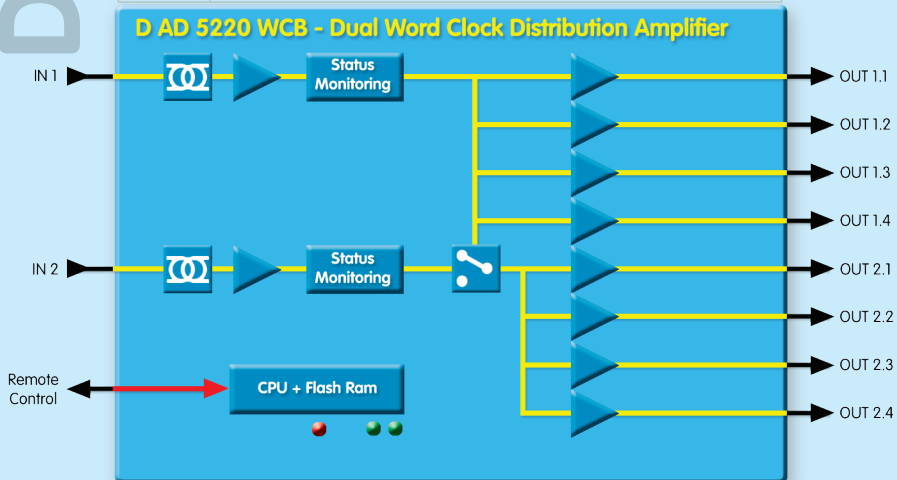 D AD 5220 WCB - Dual Word Clock Distribution Amplifier
IN 1
Status
Monitoring
OUT 1.1
OUT 1.2
OUT 1.3
OUT 1.4
IN 2
Status
Monitoring
OUT 2.1
OUT 2.2
OUT 2.3
OUT 2.4
Remote
Control
CPU + Flash Ram